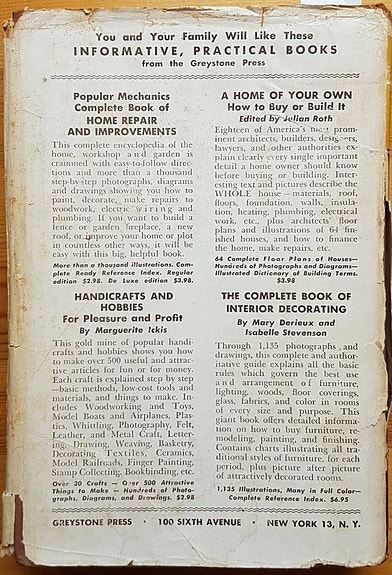 You and Your Family Will Like These
INFORMATIVE, PRACTICAL BOOKS
from the Greystone Press
Popular Mechanics
Complete Book of
HOME REPAIR
AND IMPROVEMENTS
This complete encyclopedia of the
home, workshop and garden is
crammed with easy-to-follow direc-
tions and more than a thousand
step-by-step photographs, diagrams
and drawings showing you how to
paint, decorate, make repairs to
woodwork, electric wiring and
plumbing. If you want to build a
fence or garden fireplace, a new
roof, or improve your home or
plot in countless other ways, it will be
easy with this big, helpful book.
More than a thousand illustrations. Com-
plete Ready Reference Index. Regular
edition $2.98. De Luxe edition $3.98.
HANDICRAFTS AND
HOBBIES
For Pleasure and Profit
By Marguerite Ickis
This gold mine of popular handi-
crafts and hobbies shows you how
to make over 500 useful and attrac-
tive articles for fun or for money.
Each craft is explained step by step
—basic methods, low-cost tools and
materials, and things to make. In-
cludes Woodworking and Toys,
Model Boats and Airplanes, Plas-
tics, Whittling, Photography, Felt,
Leather, and Metal Craft, Letter-
ing, Drawing, Weaving, Basketry,
Decorating Textiles, Ceramics,
Model Railroads, Finger Painting,
Stamp Collecting, Bookbinding, etc.
Over 30 Crafts — Over 500 Attractive
Things to Make — Hundreds of Photo-
graphs, Diagrams, and Drawings. $2.98
A HOME OF YOUR OWN
How to Buy or Build It
Edited by Julian Roth
Eighteen of America's most prom-
inent architects, builders, designers,
lawyers, and other authorities ex-
plain clearly every single important
detail a home owner should know
before buying or building. Inter-
esting text and pictures describe the
WHOLE house—materials, roof,
floors, foundation, walls, insula-
tion, heating, plumbing, electrical
work, etc., plus architects' floor
plans and illustrations of 64 fin-
ished houses, and how to finance
the home, make repairs, etc.
64 Complete Floor Plans of Houses—
Hundreds of Photographs and Diagrams—
Illustrated Dictionary of Building Terms.
$3.98
THE COMPLETE BOOK OF
INTERIOR DECORATING
By Mary Derieux and
Isabelle Stevenson
Through 1,135 photographs and
drawings, this complete and author-
itative guide explains all the basic
rules which govern the best use
and arrangement of furniture,
lighting, woods, floor coverings,
glass, fabrics, and color in rooms
of every size and purpose. This
giant book offers detailed informa-
tion on how to buy furniture, re-
modeling, painting, and finishing.
Contains charts illustrating all tra-
ditional styles of furniture, for each
period, plus picture after picture
of attractively decorated rooms.
1,135 Illustrations, Many in Full Color—
Complete Reference Index. $6.95
GREYSTONE PRESS · 100 SIXTH AVENUE · NEW YORK 13, N. Y.